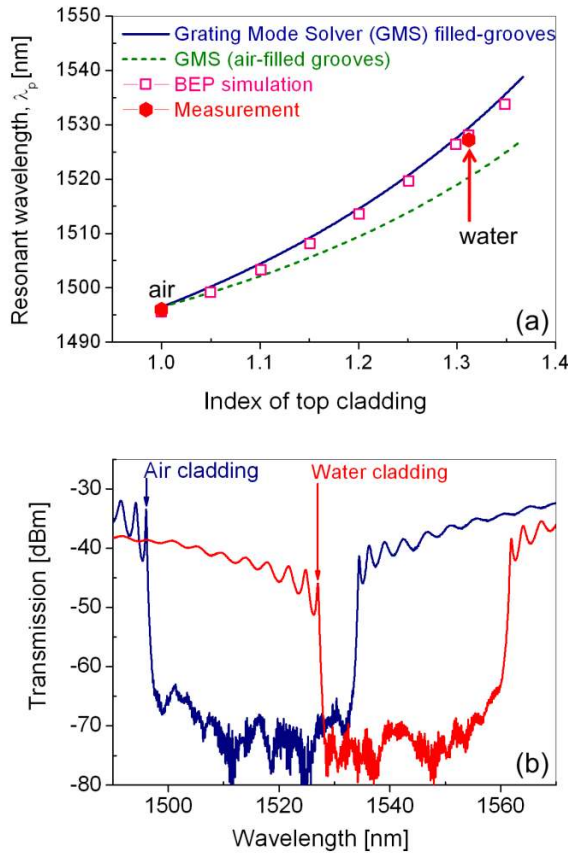 1550
1540
1530
1520
1510
1500
1490
Resonant wavelength, λp [nm]
Grating Mode Solver (GMS) filled-grooves
GMS (air-filled grooves)
BEP simulation
Measurement
air
water
(a)
1.0 1.1 1.2 1.3 1.4
Index of top cladding
-30
-40
-50
-60
-70
-80
Transmission [dBm]
Air cladding
Water cladding
(b)
1500 1520 1540 1560
Wavelength [nm]